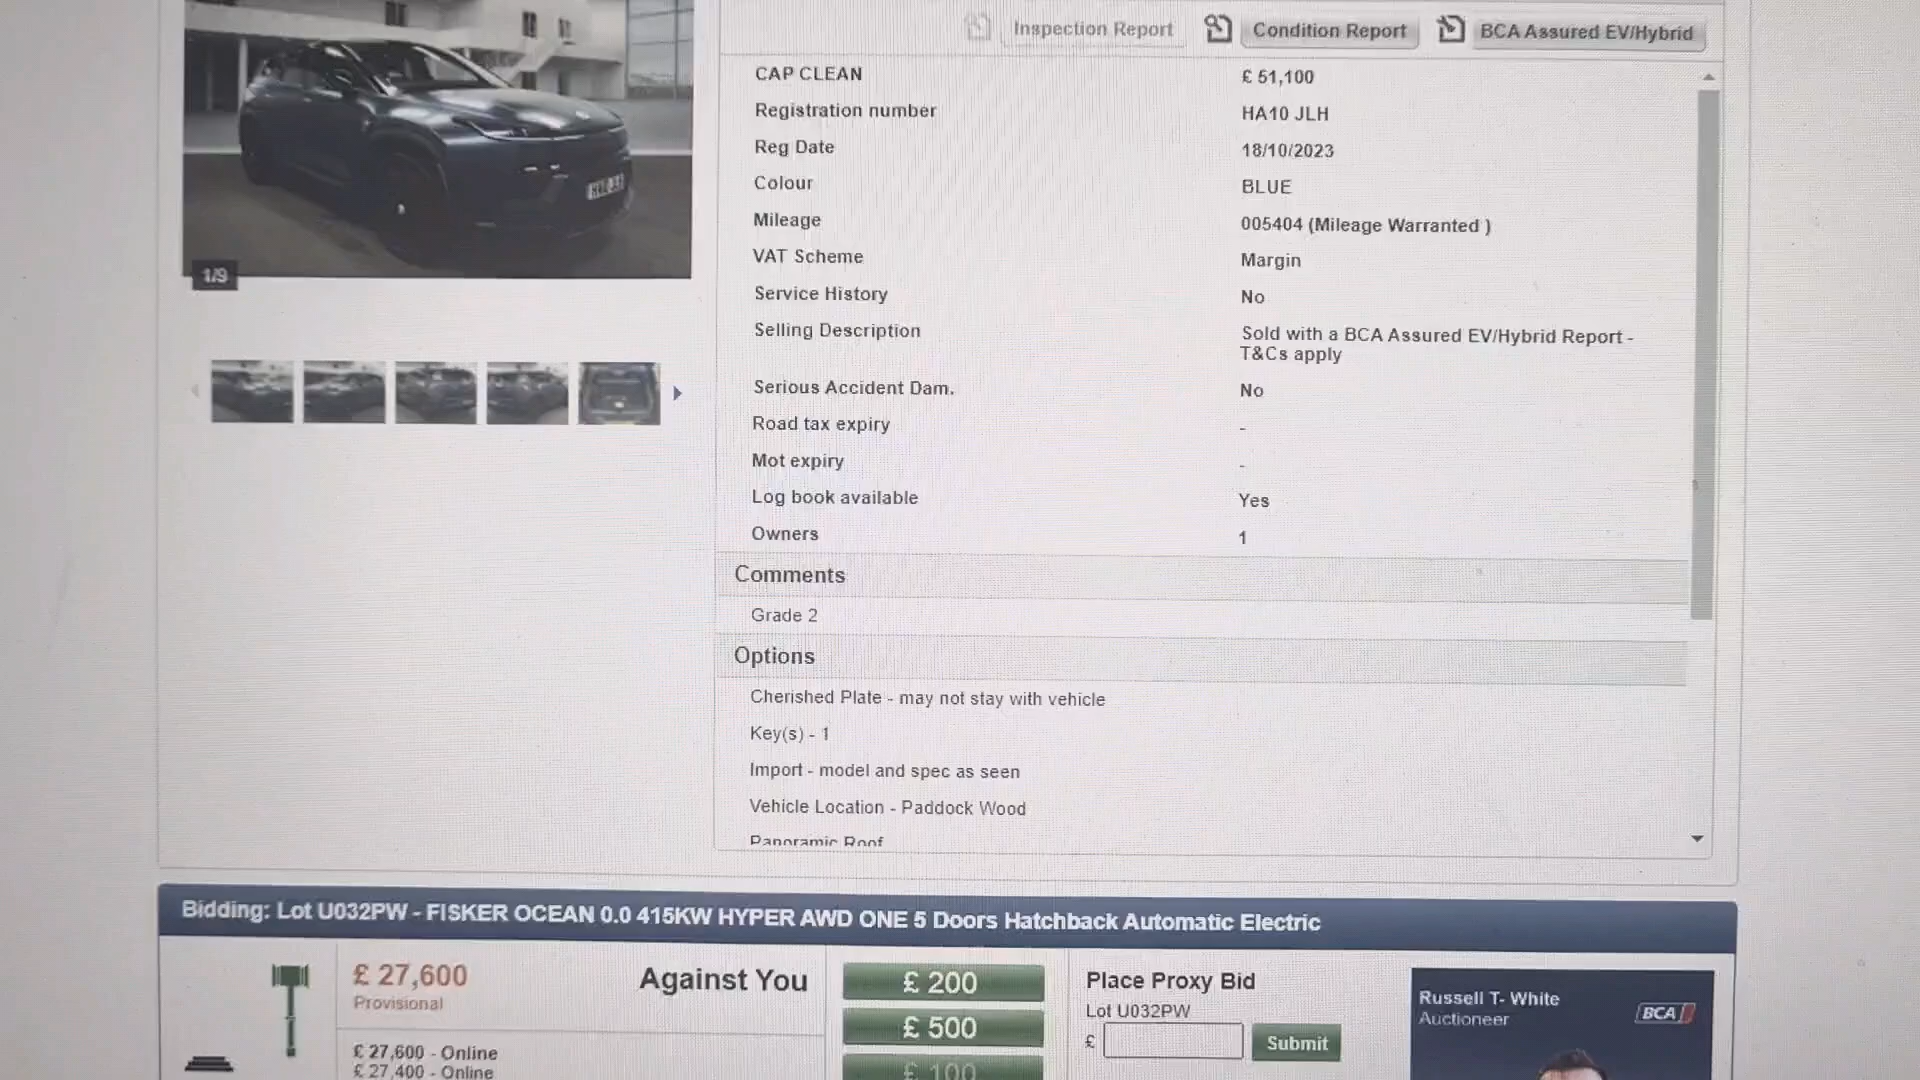 Inspection Report
Condition Report
BCA Assured EV/Hybrid
CAP CLEAN £ 51,100
Registration number HA10 JLH
Reg Date 18/10/2023
Colour BLUE
Mileage 005404 (Mileage Warranted )
VAT Scheme Margin
Service History No
Selling Description Sold with a BCA Assured EV/Hybrid Report -
T&Cs apply
Serious Accident Dam. No
Road tax expiry -
Mot expiry -
Log book available Yes
Owners 1
Comments
Grade 2
Options
Cherished Plate - may not stay with vehicle
Key(s) - 1
Import - model and spec as seen
Vehicle Location - Paddock Wood
Panoramic Roof
1/9
Bidding: Lot U032PW - FISKER OCEAN 0.0 415KW HYPER AWD ONE 5 Doors Hatchback Automatic Electric
£ 27,600
Provisional
Against You
£ 27,600 - Online
£ 27,400 - Online
£ 200
£ 500
£ 100
Place Proxy Bid
Lot U032PW
£
Submit
Russell T- White
Auctioneer
BCA